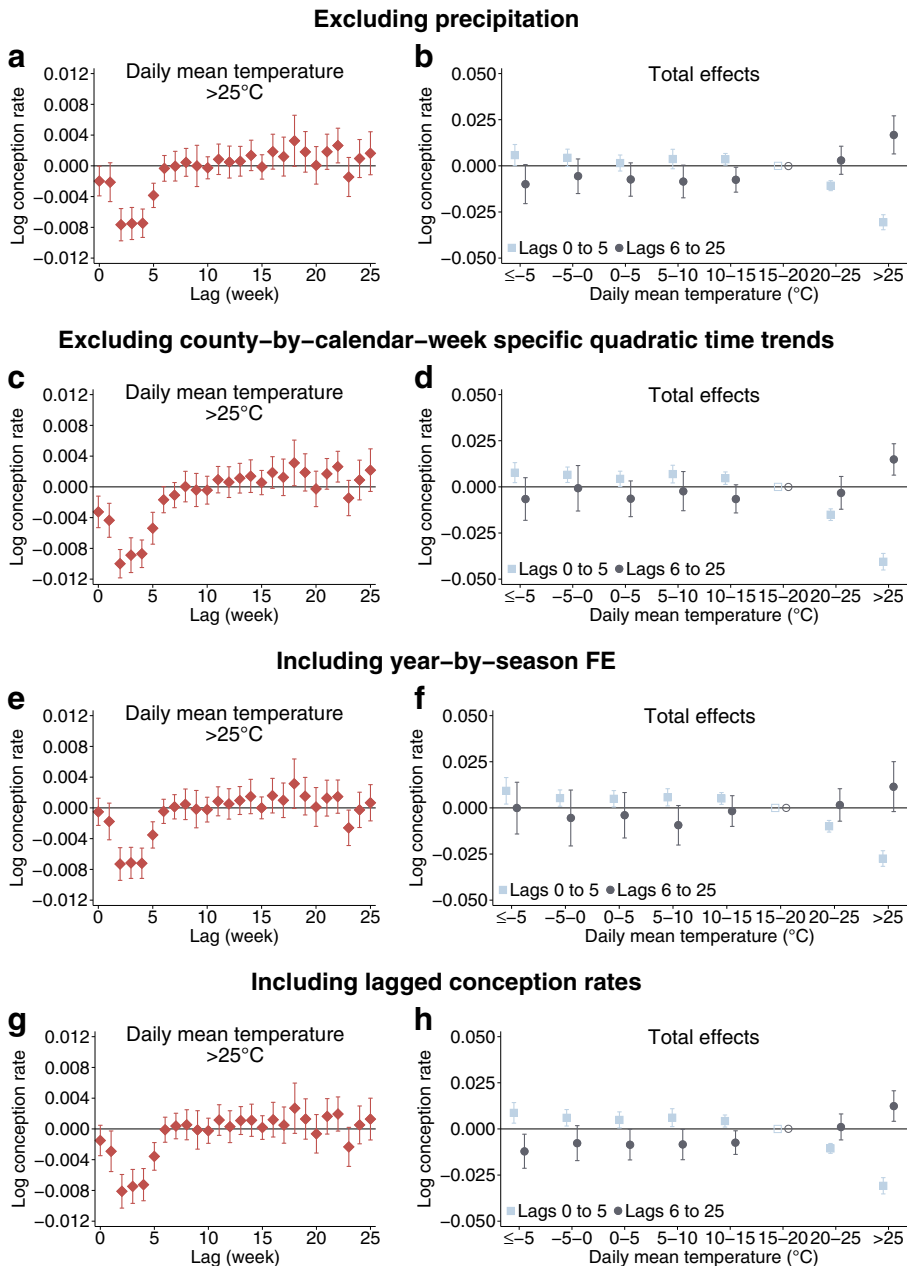 Excluding precipitation
a
Daily mean temperature
>25°C
Log conception rate
0.012
0.008
0.004
0.000
−0.004
−0.008
−0.012
0 5 10 15 20 25
Lag (week)
b
Total effects
Log conception rate
0.050
0.025
0.000
−0.025
−0.050
Lags 0 to 5 Lags 6 to 25
≤−5 −5−0 0−5 5−10 10−15 15−20 20−25 >25
Daily mean temperature (°C)
Excluding county−by−calendar−week specific quadratic time trends
c
Daily mean temperature
>25°C
Log conception rate
0.012
0.008
0.004
0.000
−0.004
−0.008
−0.012
0 5 10 15 20 25
Lag (week)
d
Total effects
Log conception rate
0.050
0.025
0.000
−0.025
−0.050
Lags 0 to 5 Lags 6 to 25
≤−5 −5−0 0−5 5−10 10−15 15−20 20−25 >25
Daily mean temperature (°C)
Including year−by−season FE
e
Daily mean temperature
>25°C
Log conception rate
0.012
0.008
0.004
0.000
−0.004
−0.008
−0.012
0 5 10 15 20 25
Lag (week)
f
Total effects
Log conception rate
0.050
0.025
0.000
−0.025
−0.050
Lags 0 to 5 Lags 6 to 25
≤−5 −5−0 0−5 5−10 10−15 15−20 20−25 >25
Daily mean temperature (°C)
Including lagged conception rates
g
Daily mean temperature
>25°C
Log conception rate
0.012
0.008
0.004
0.000
−0.004
−0.008
−0.012
0 5 10 15 20 25
Lag (week)
h
Total effects
Log conception rate
0.050
0.025
0.000
−0.025
−0.050
Lags 0 to 5 Lags 6 to 25
≤−5 −5−0 0−5 5−10 10−15 15−20 20−25 >25
Daily mean temperature (°C)